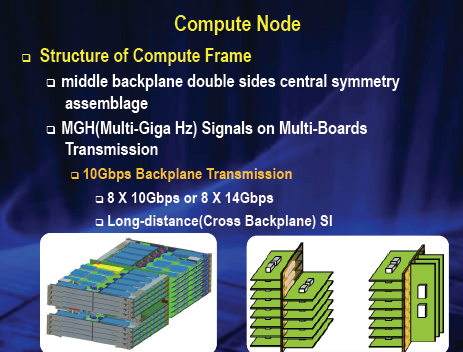 Compute Node
Structure of Compute Frame
middle backplane double sides central symmetry
assemblage
MGH(Multi-Giga Hz) Signals on Multi-Boards
Transmission
10Gbps Backplane Transmission
8 X 10Gbps or 8 X 14Gbps
Long-distance(Cross Backplane) SI